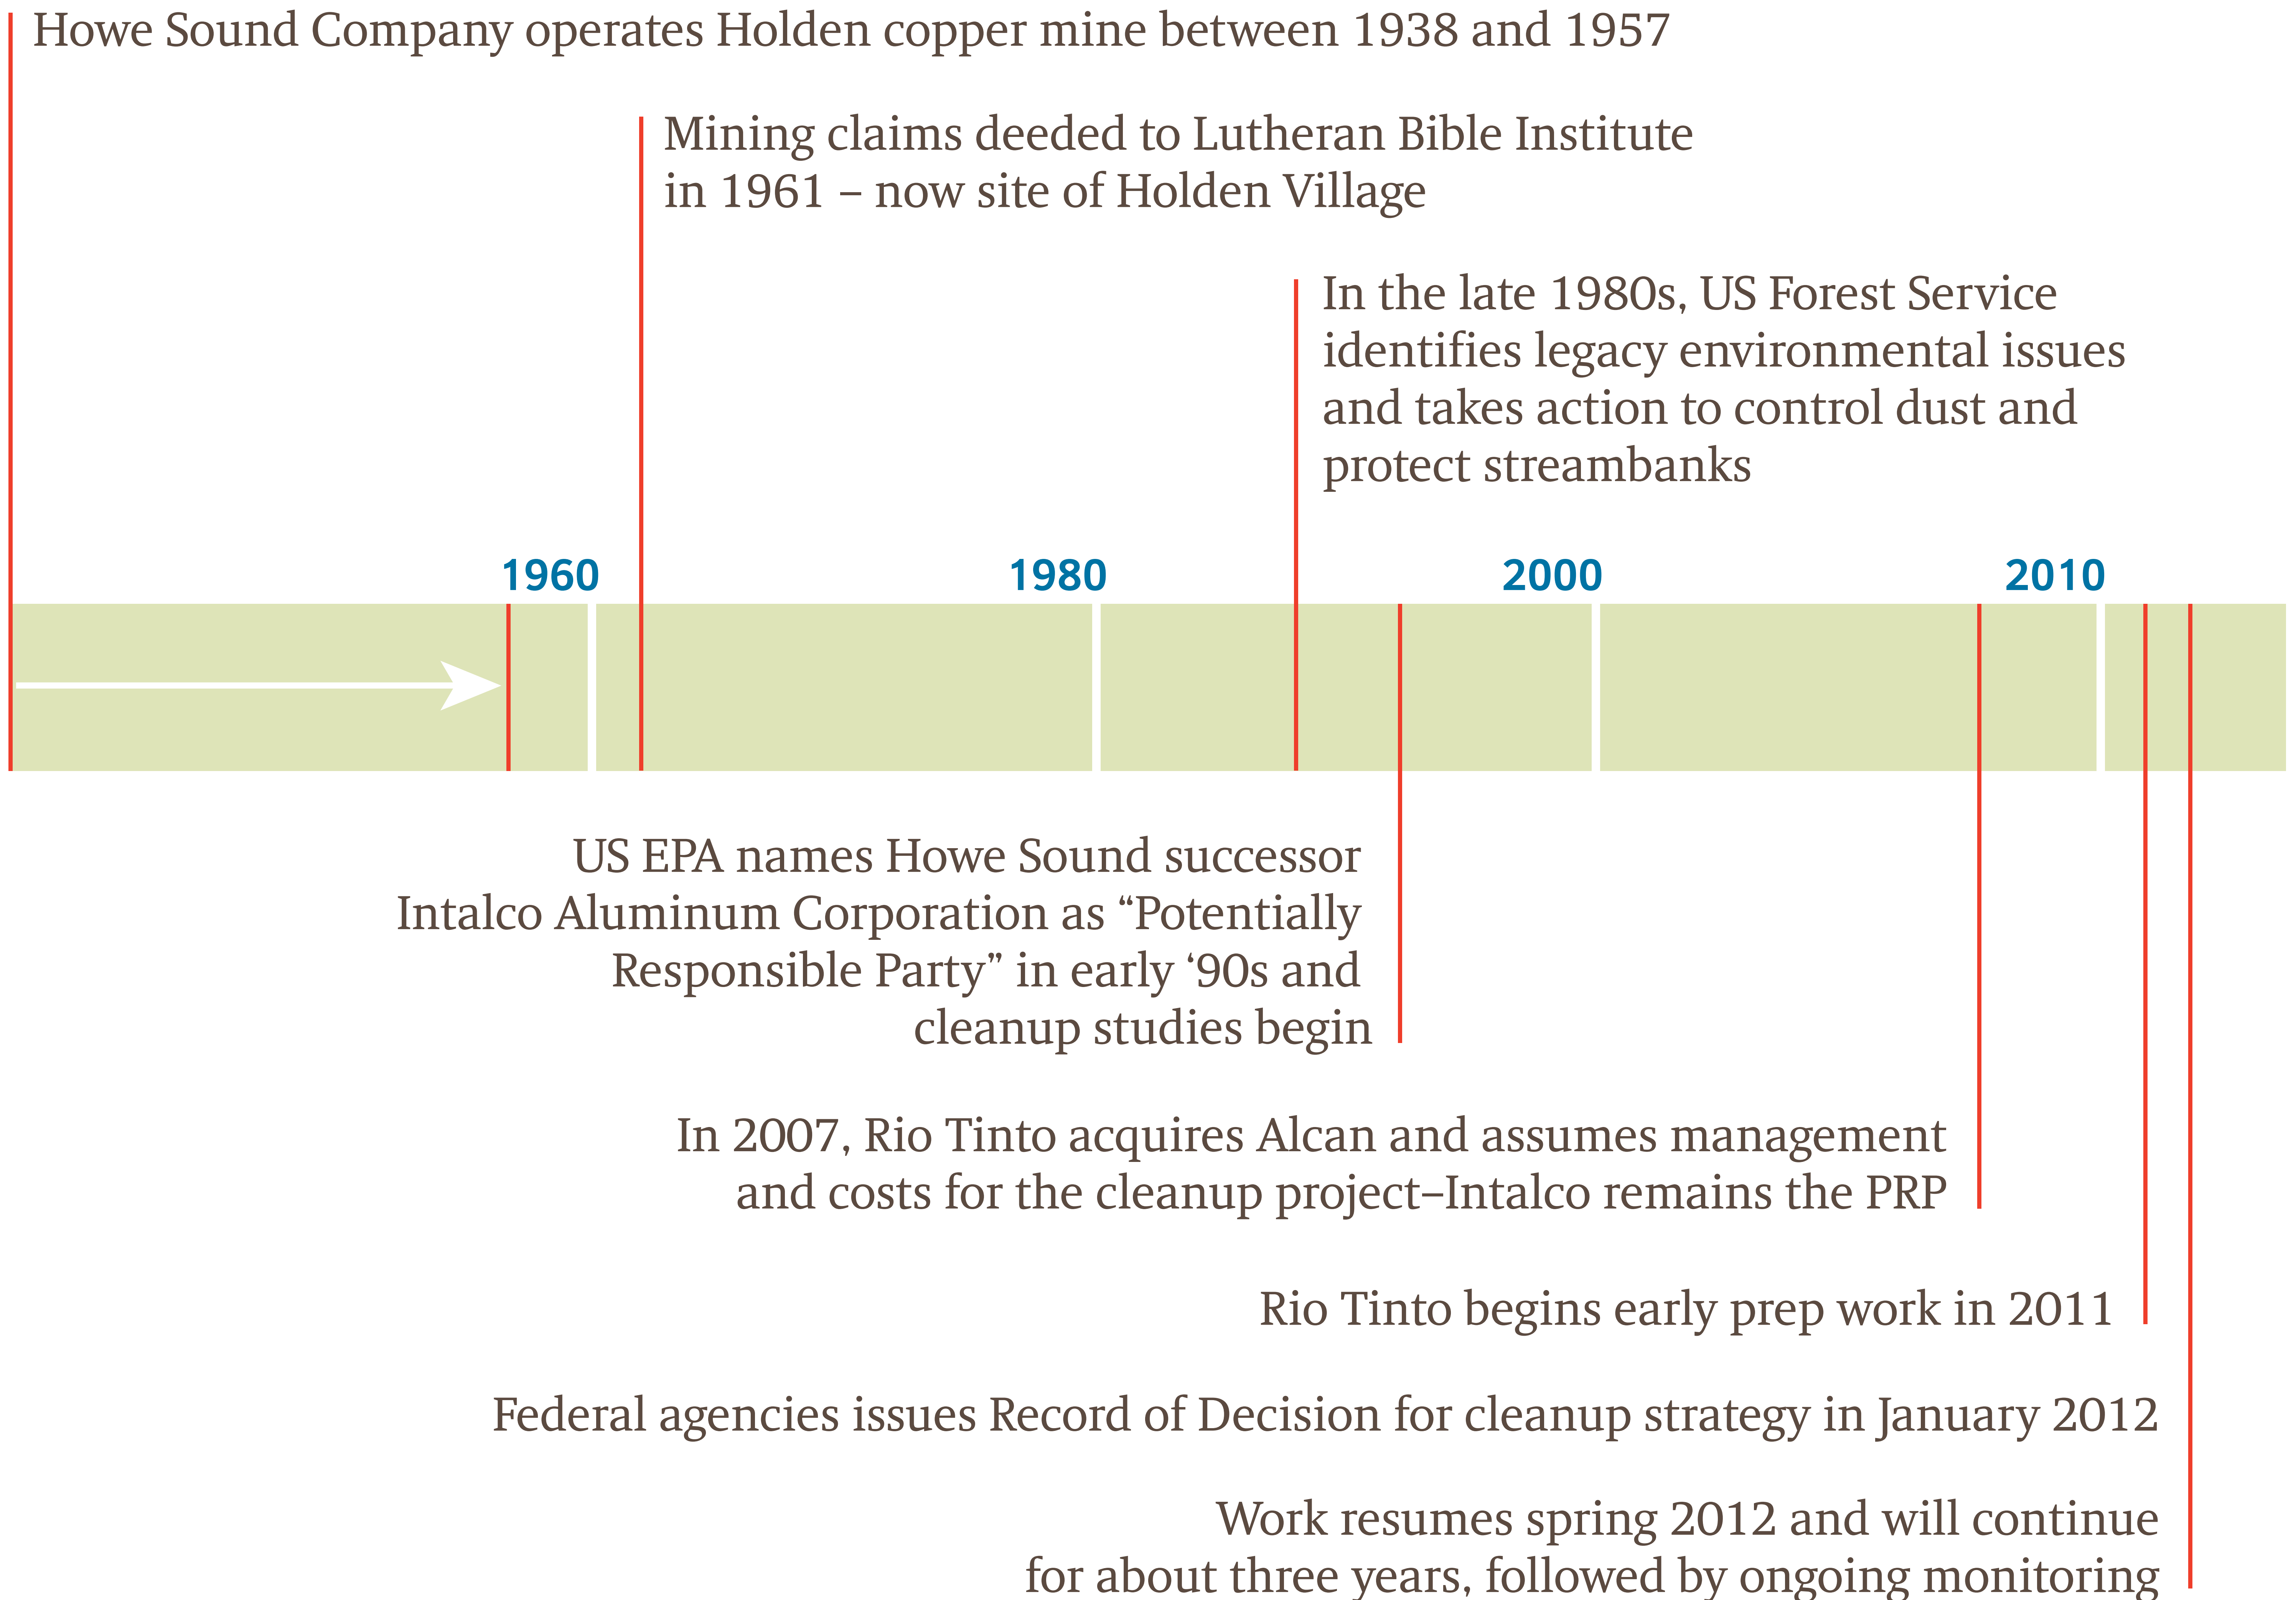 Howe Sound Company operates Holden copper mine between 1938 and 1957
Mining claims deeded to Lutheran Bible Institute
in 1961 – now site of Holden Village
In the late 1980s, US Forest Service
identifies legacy environmental issues
and takes action to control dust and
protect streambanks
1960
1980
2000
2010
US EPA names Howe Sound successor
Intalco Aluminum Corporation as “Potentially
Responsible Party” in early ‘90s and
cleanup studies begin
In 2007, Rio Tinto acquires Alcan and assumes management
and costs for the cleanup project–Intalco remains the PRP
Rio Tinto begins early prep work in 2011
Federal agencies issues Record of Decision for cleanup strategy in January 2012
Work resumes spring 2012 and will continue
for about three years, followed by ongoing monitoring